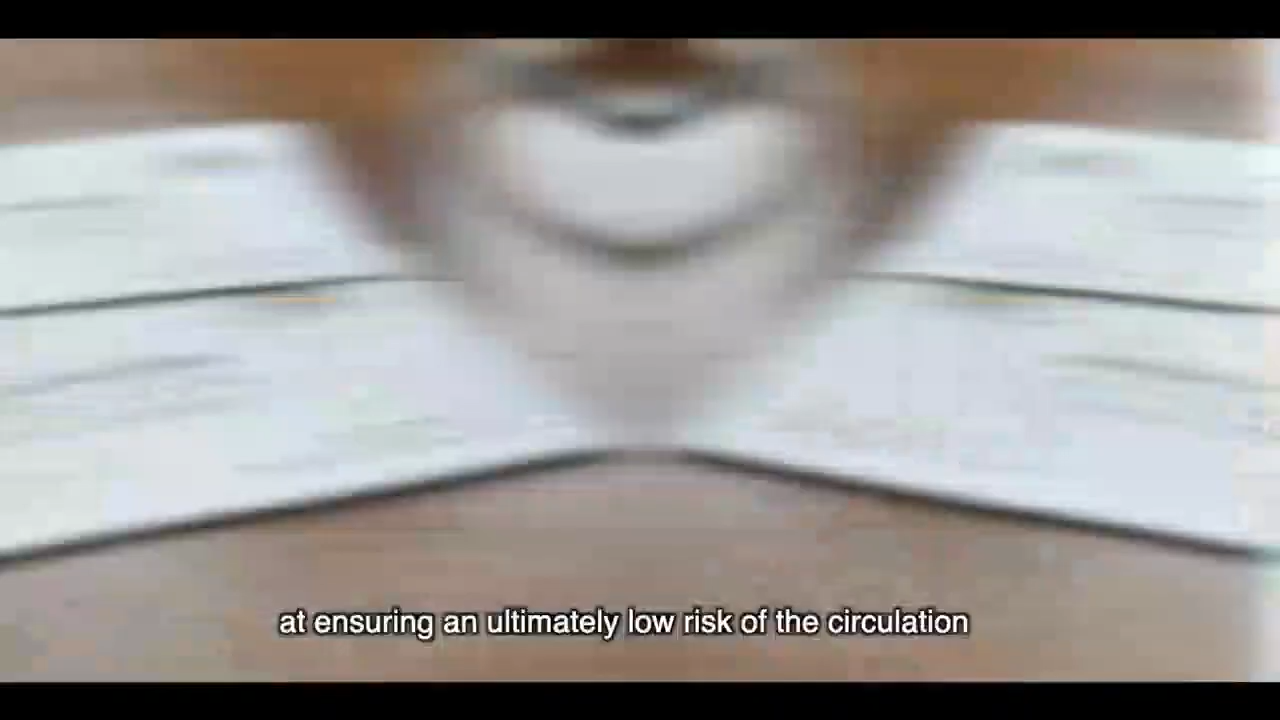 at ensuring an ultimately low risk of the circulation